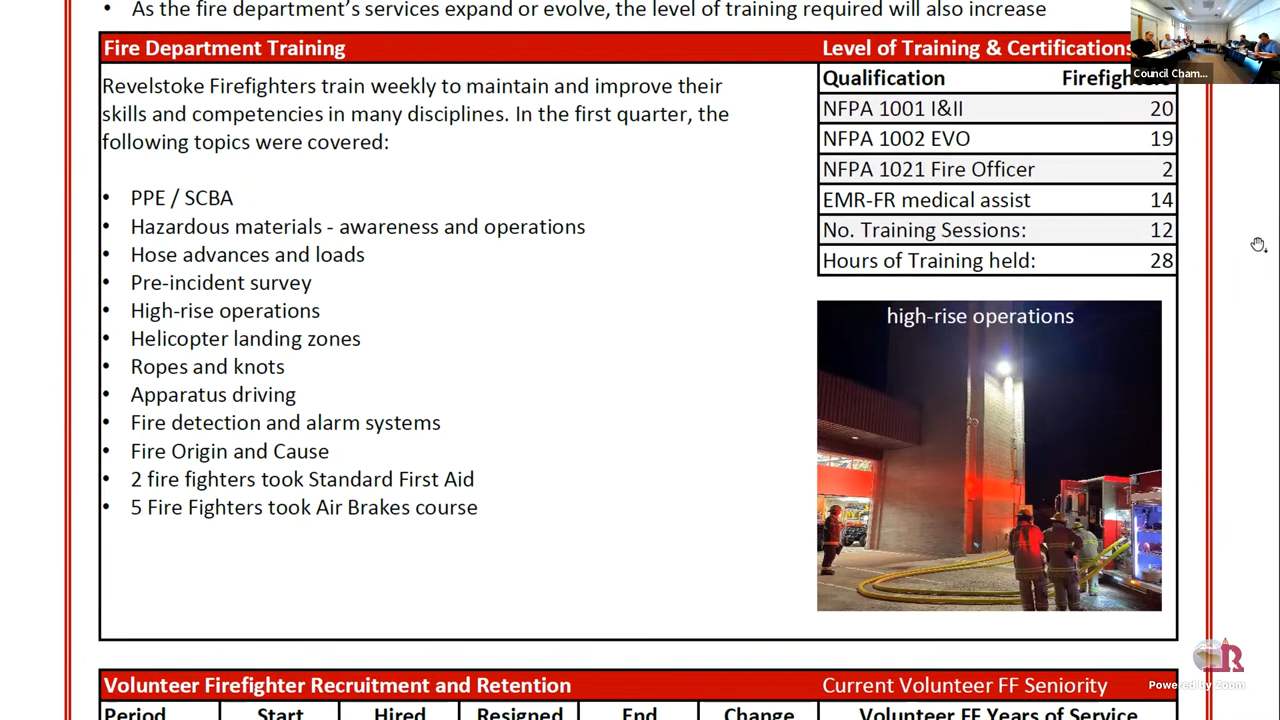 • As the fire department’s services expand or evolve, the level of training required will also increase
Fire Department Training
Revelstoke Firefighters train weekly to maintain and improve their
skills and competencies in many disciplines. In the first quarter, the
following topics were covered:
• PPE / SCBA
• Hazardous materials - awareness and operations
• Hose advances and loads
• Pre-incident survey
• High-rise operations
• Helicopter landing zones
• Ropes and knots
• Apparatus driving
• Fire detection and alarm systems
• Fire Origin and Cause
• 2 fire fighters took Standard First Aid
• 5 Fire Fighters took Air Brakes course
Level of Training & Certifications
Council Cham...
Qualification
NFPA 1001 I&II 20
NFPA 1002 EVO 19
NFPA 1021 Fire Officer 2
EMR-FR medical assist 14
No. Training Sessions: 12
Hours of Training held: 28
high-rise operations
R
Powered by Zoom
Volunteer Firefighter Recruitment and Retention
Current Volunteer FF Seniority
Period Start Hired Resigned End Change
Volunteer FF Years of Service